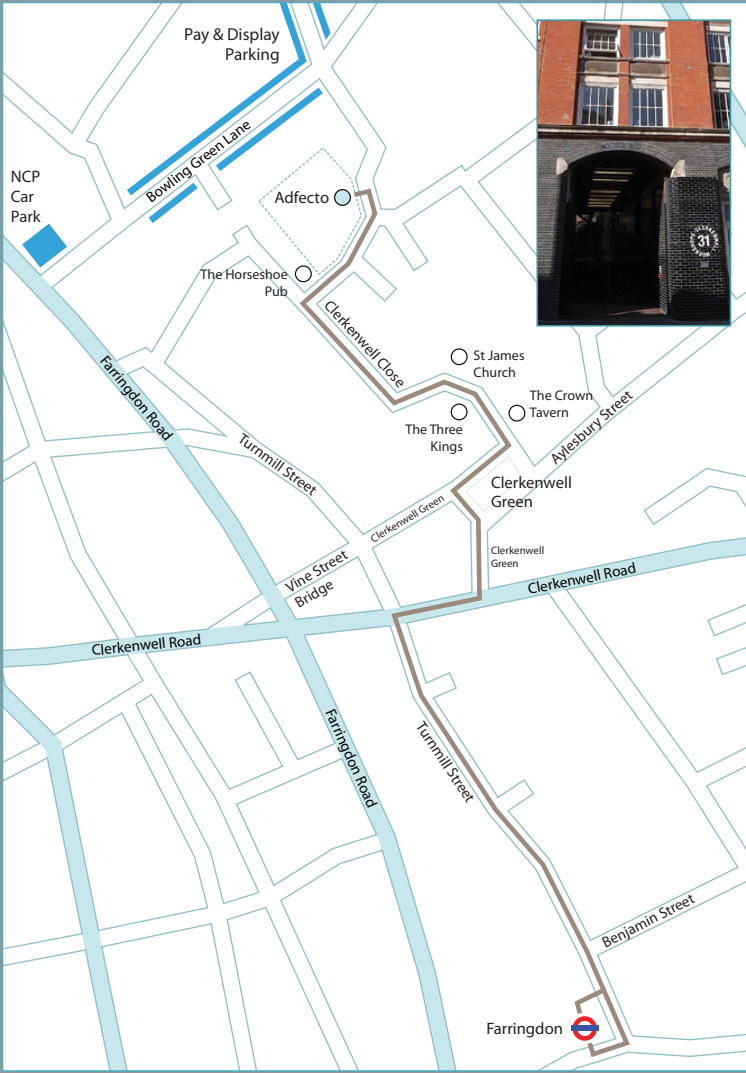 Pay & Display
Parking
Bowling Green Lane
NCP
Car
Park
Adfecto
31
The Horseshoe
Pub
Clerkenwell Close
St James
Church
The Crown
Tavern
The Three
Kings
Aylesbury Street
Farringdon Road
Turnmill Street
Clerkenwell
Green
Clerkenwell Green
Clerkenwell
Green
Vine Street
Bridge
Clerkenwell Road
Clerkenwell Road
Farringdon Road
Turnmill Street
Benjamin Street
Farringdon